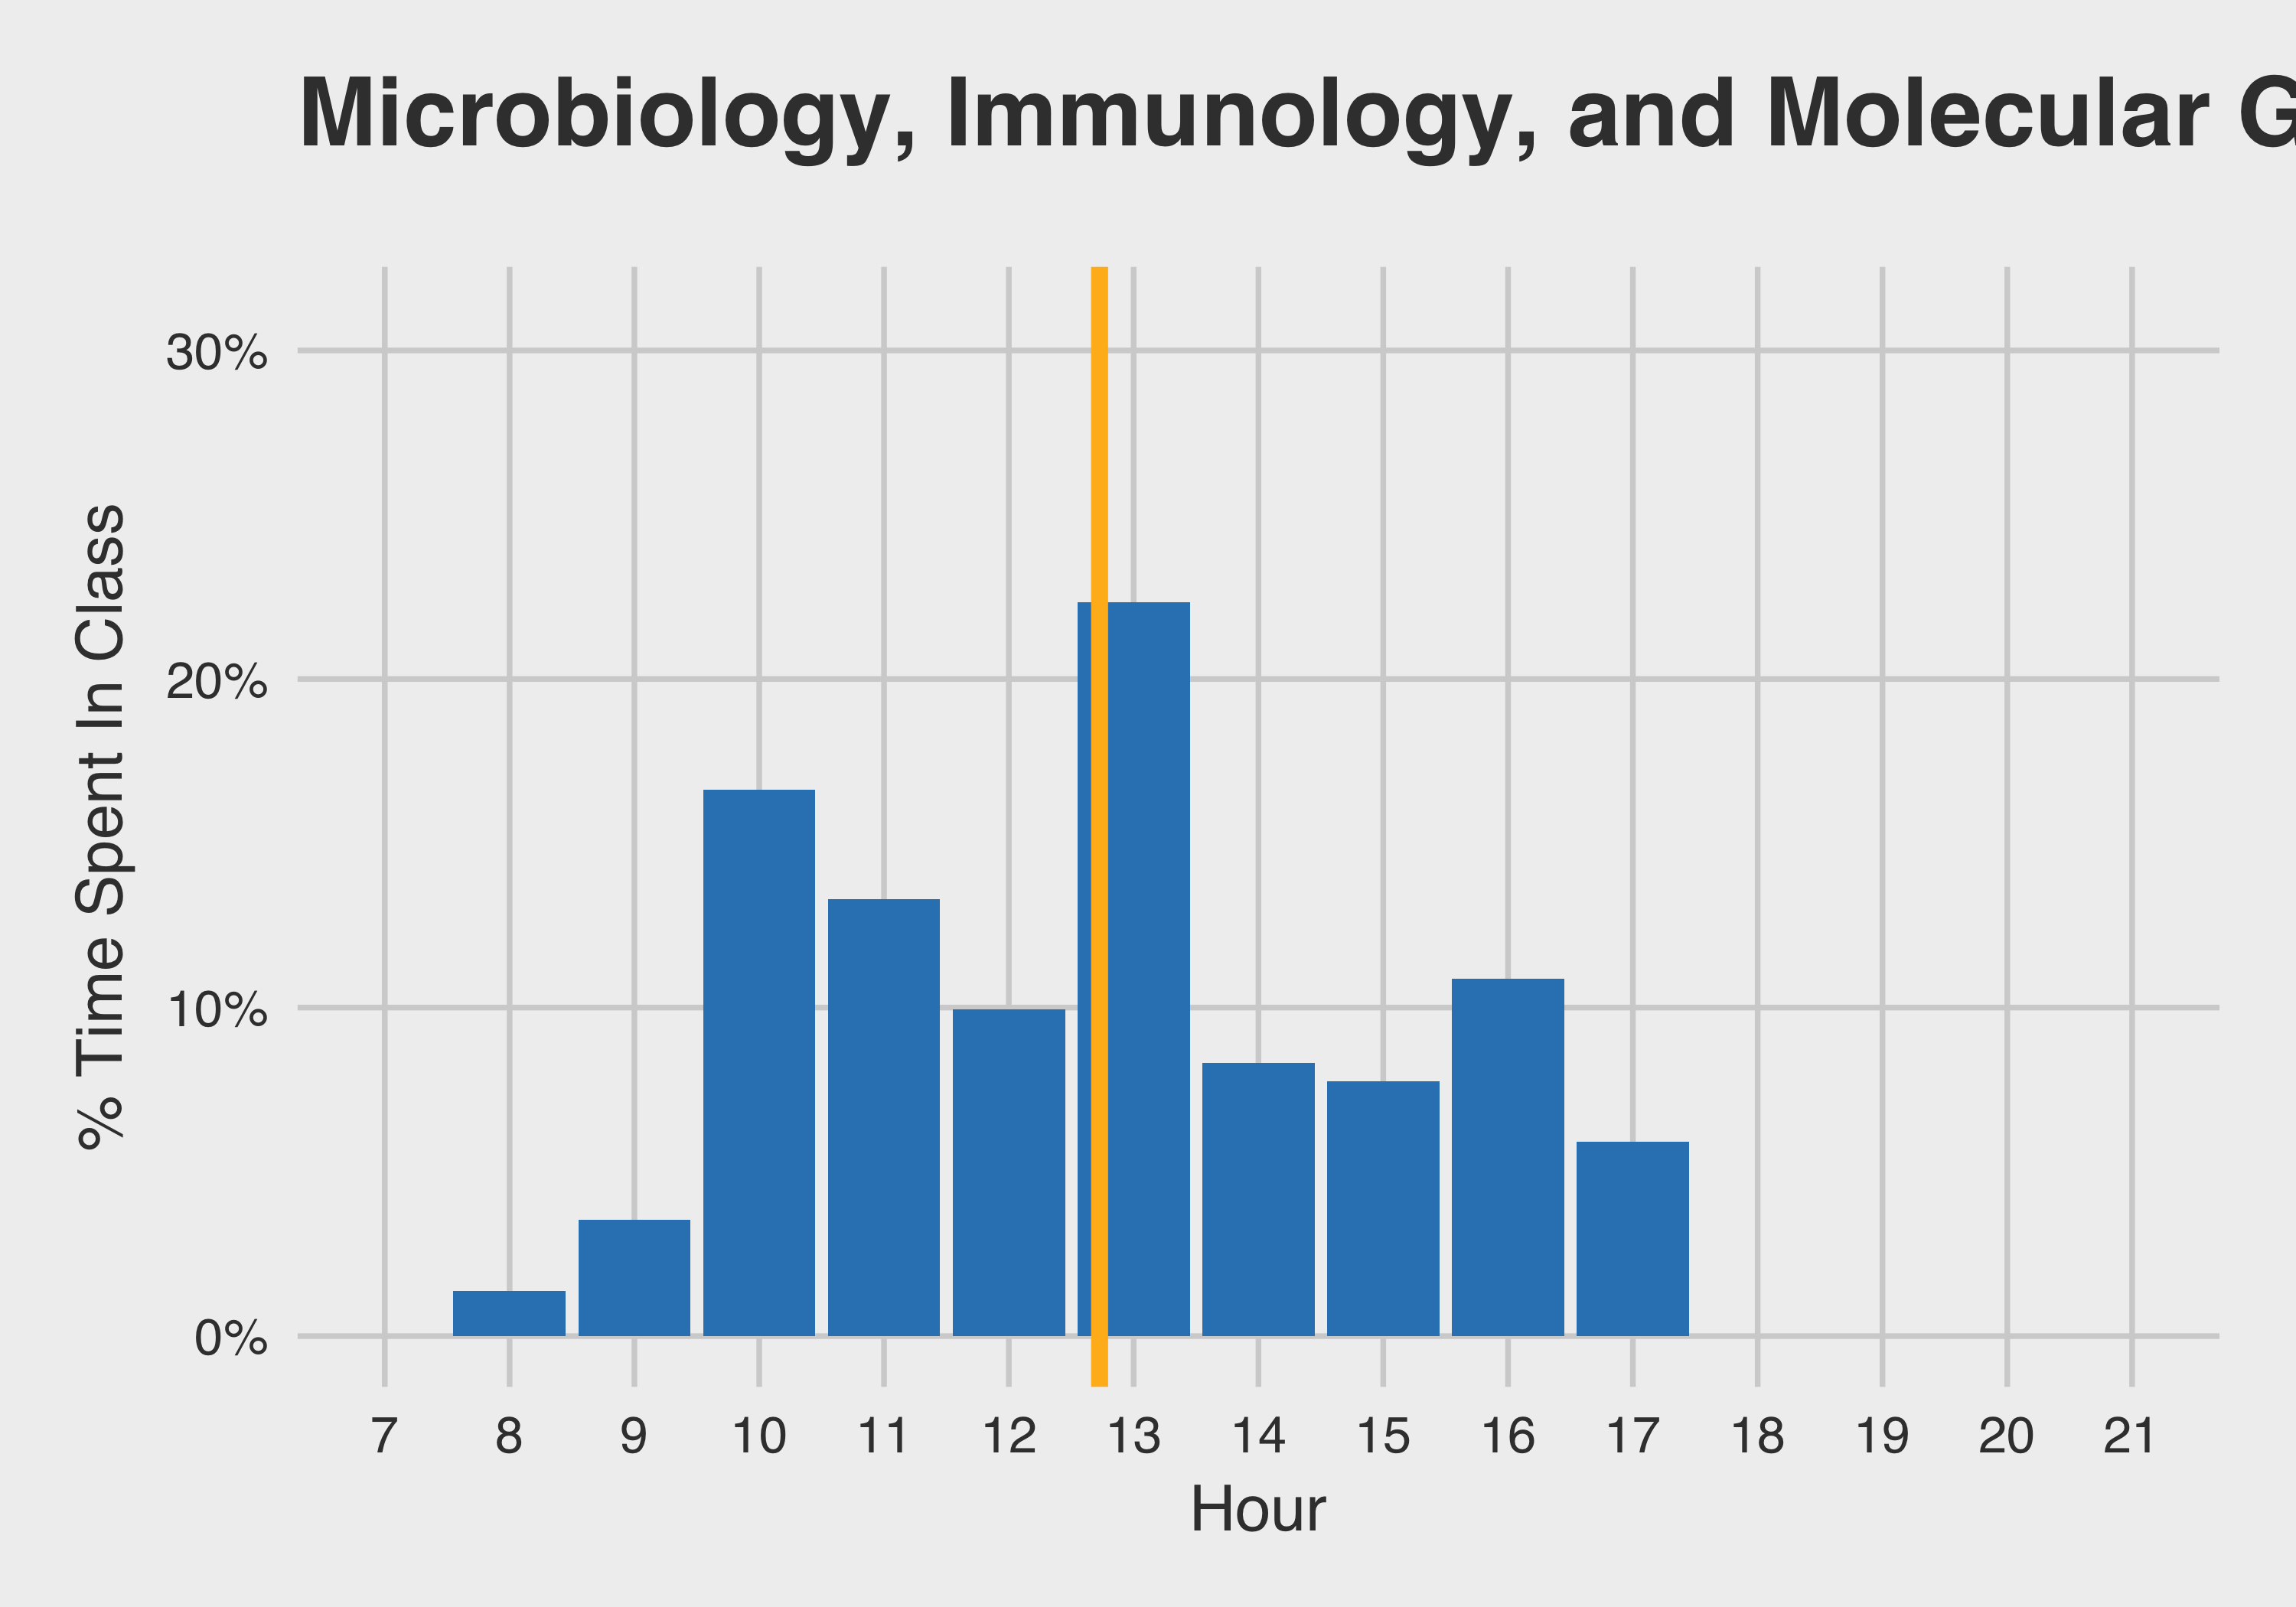 Microbiology, Immunology, and Molecular G
30%
20%
10%
0%
% Time Spent In Class
7 8 9 10 11 12 13 14 15 16 17 18 19 20 21
Hour